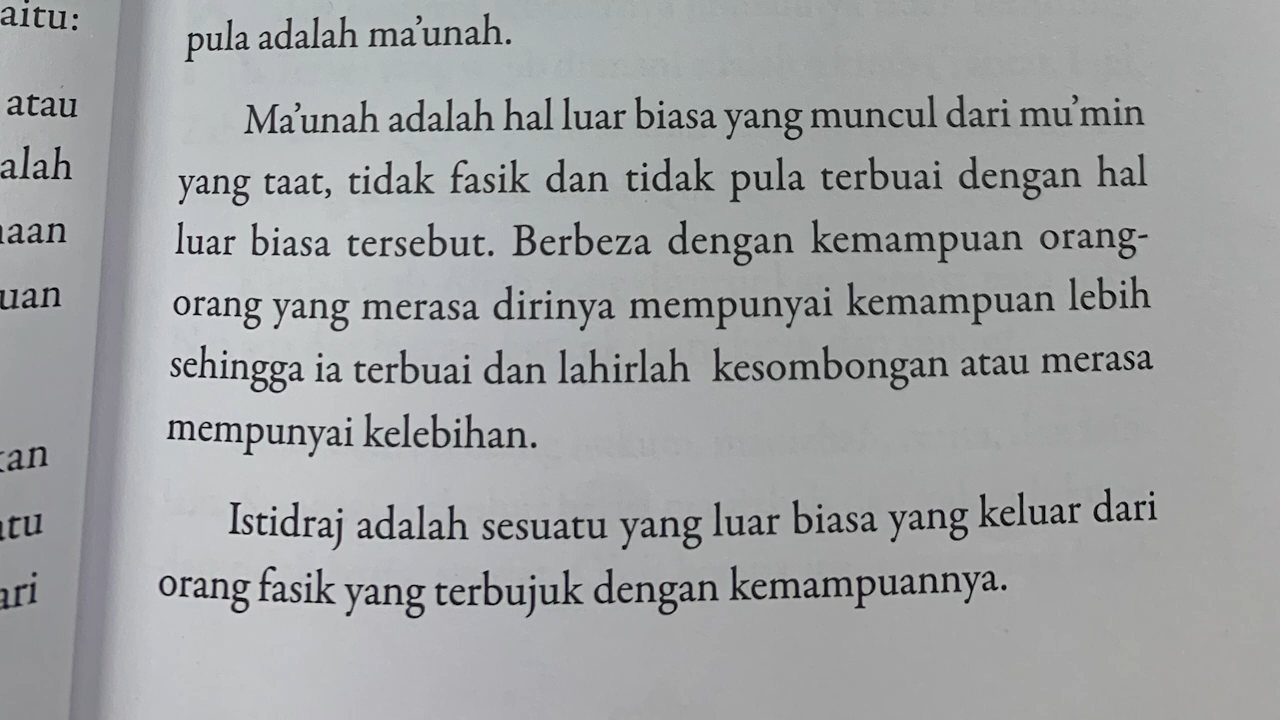 aitu:
atau
alah
kan
tu
ari
pula adalah ma'unah.
Ma'unah adalah hal luar biasa yang muncul dari mu'min
yang taat, tidak fasik dan tidak pula terbuai dengan hal
luar biasa tersebut. Berbeza dengan kemampuan orang-
orang yang merasa dirinya mempunyai kemampuan lebih
sehingga ia terbuai dan lahirlah kesombongan atau merasa
mempunyai kelebihan.
Istidraj adalah sesuatu yang luar biasa yang keluar dari
orang fasik yang terbujuk dengan kemampuannya.